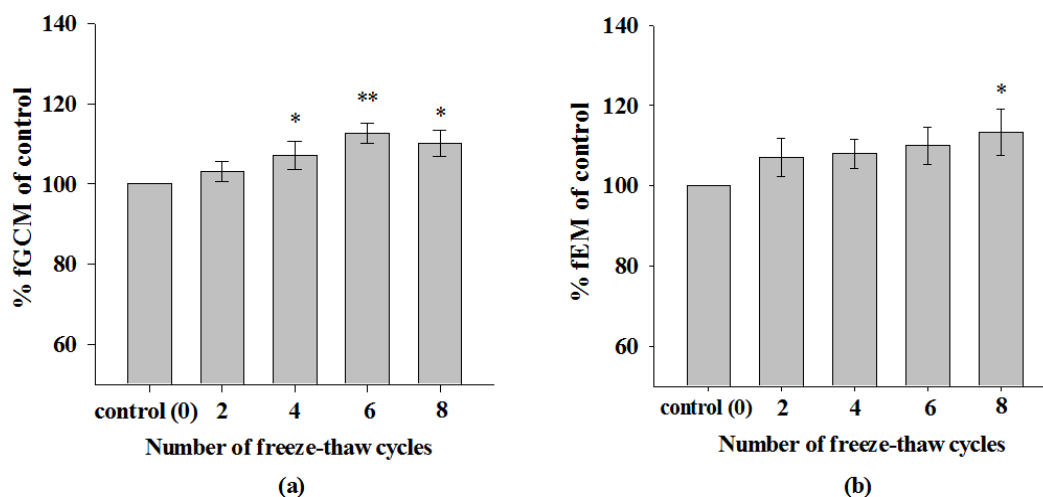 % fGCM of control
140
120
100
80
60
*
**
*
control (0) 2 4 6 8
Number of freeze-thaw cycles
(a)
% fEM of control
140
120
100
80
60
*
control (0) 2 4 6 8
Number of freeze-thaw cycles
(b)